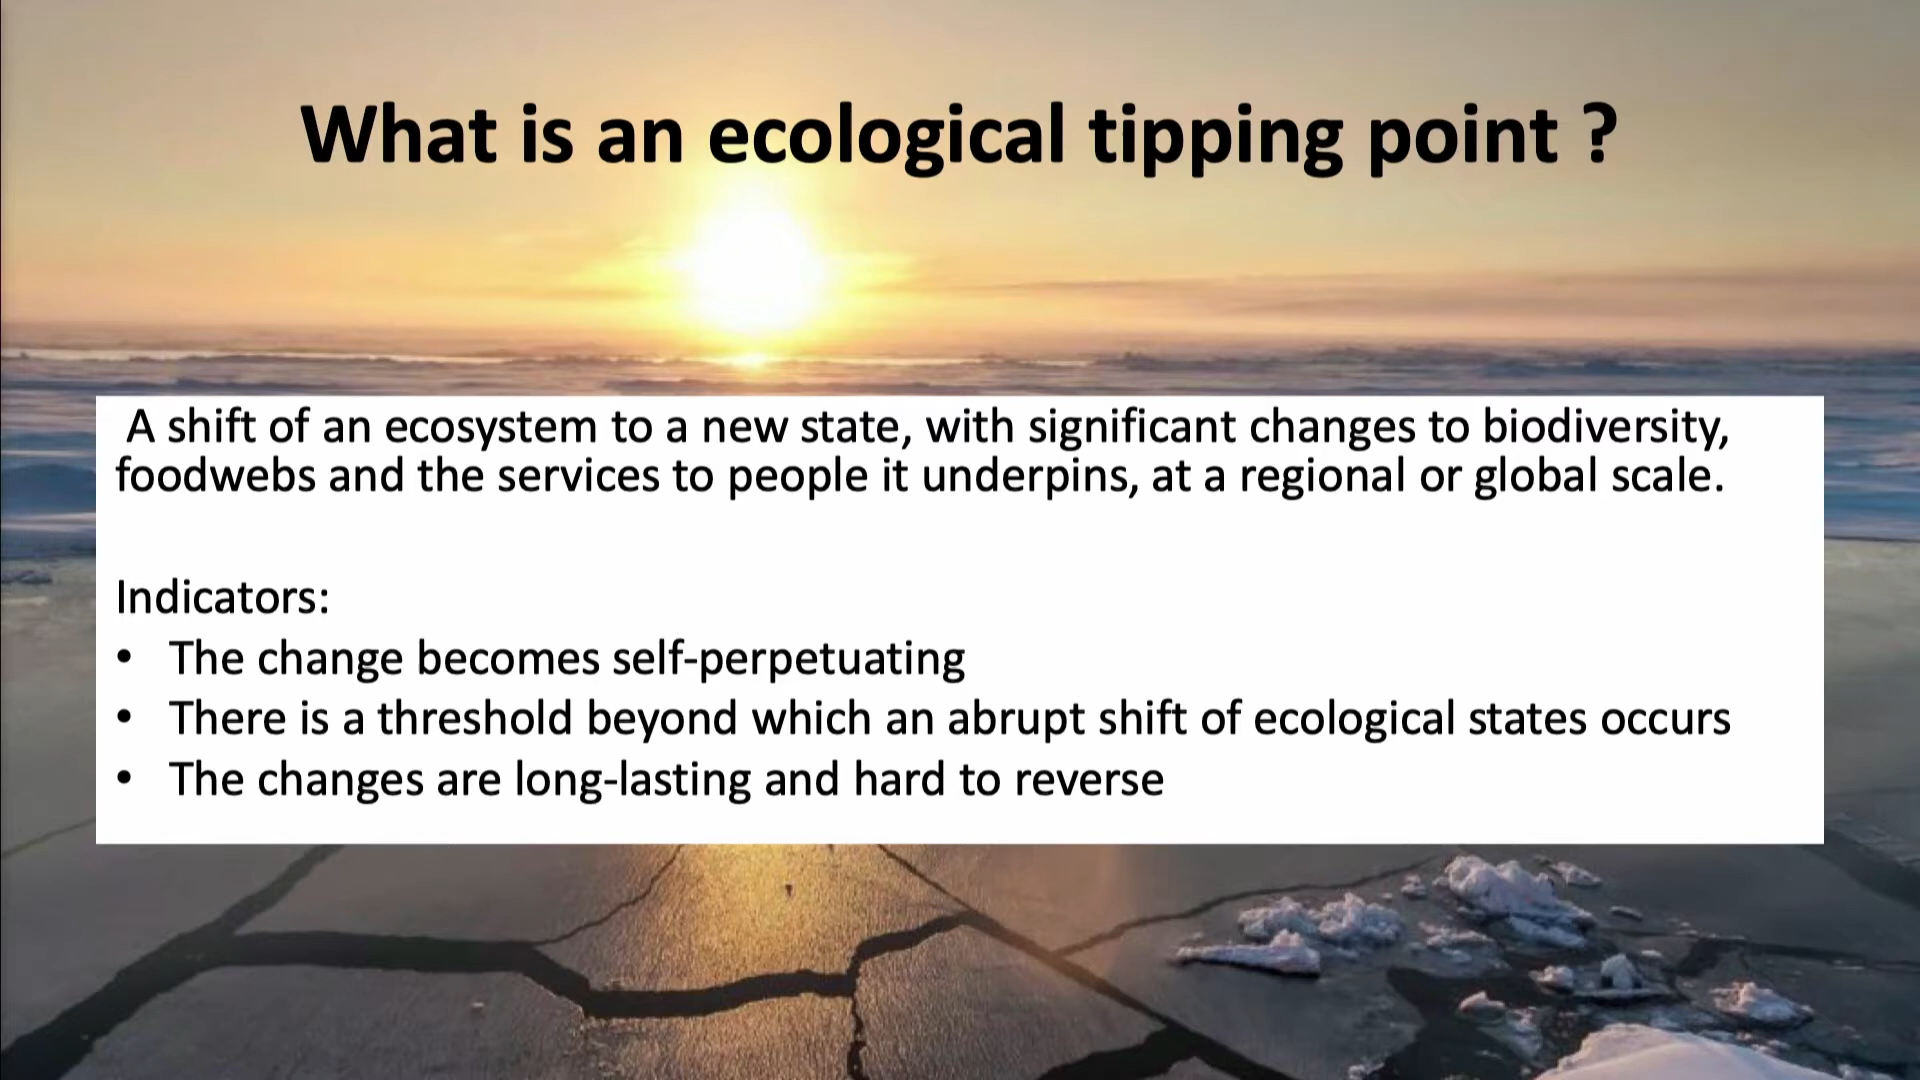 What is an ecological tipping point ?
A shift of an ecosystem to a new state, with significant changes to biodiversity,
foodwebs and the services to people it underpins, at a regional or global scale.
Indicators:
• The change becomes self-perpetuating
• There is a threshold beyond which an abrupt shift of ecological states occurs
• The changes are long-lasting and hard to reverse